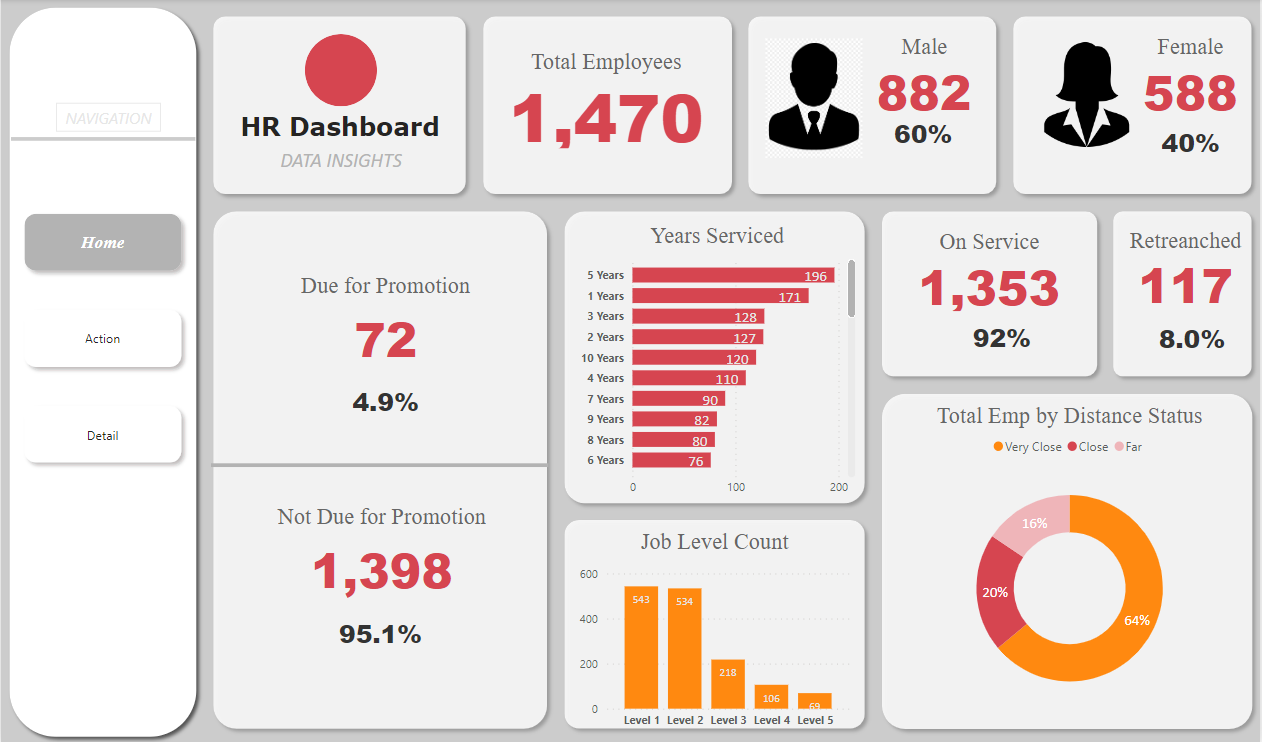 NAVIGATION
Home
Action
Detail
HR Dashboard
DATA INSIGHTS
Total Employees
1,470
Male
882
60%
Female
588
40%
Due for Promotion
72
4.9%
Not Due for Promotion
1,398
95.1%
Years Serviced
5 Years 196
1 Years 171
3 Years 128
2 Years 127
10 Years 120
4 Years 110
7 Years 90
9 Years 82
8 Years 80
6 Years 76
0 100 200
Job Level Count
600
400
200
0
543 534 218 106 69
Level 1 Level 2 Level 3 Level 4 Level 5
On Service
1,353
92%
Retreanched
117
8.0%
Total Emp by Distance Status
Very Close Close Far
16%
20%
64%